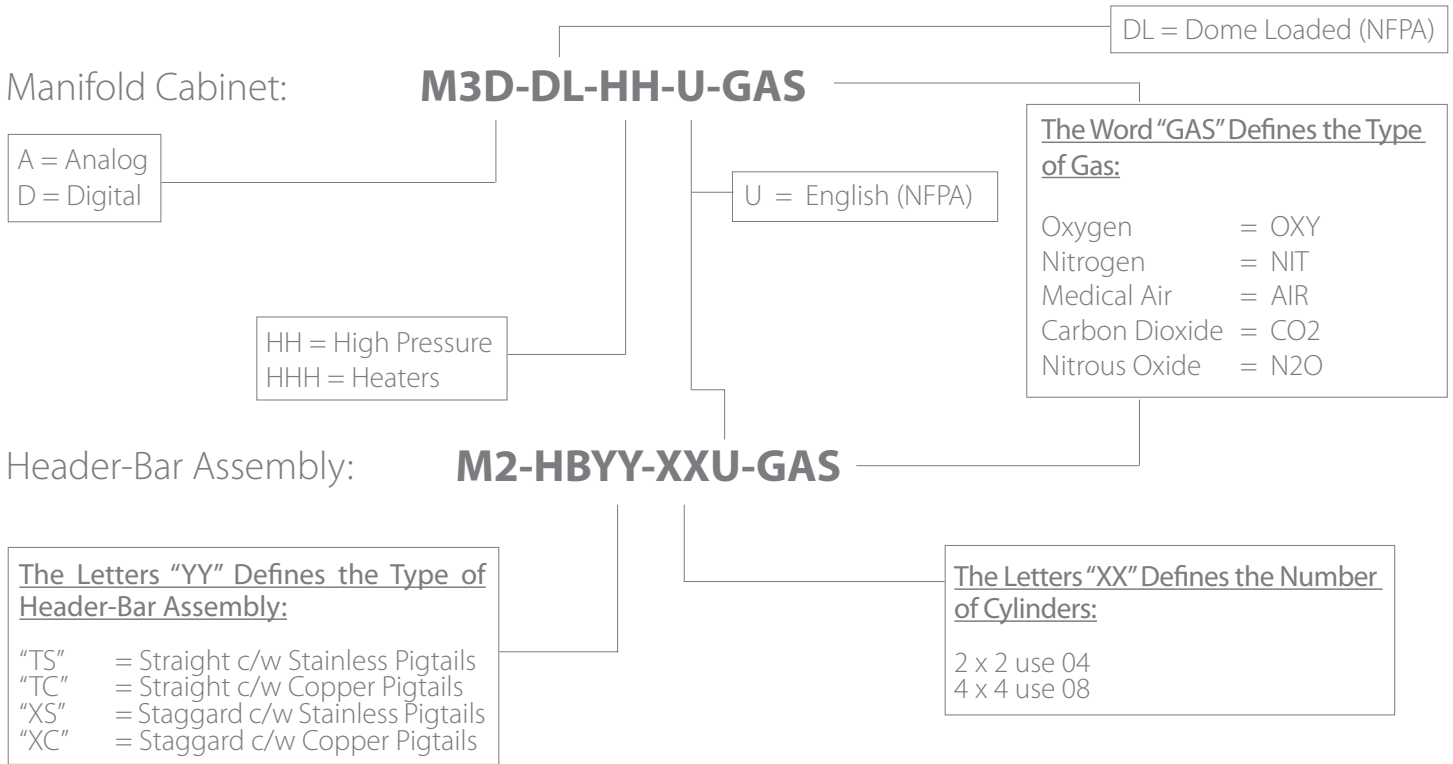 DL = Dome Loaded (NFPA)
Manifold Cabinet: M3D-DL-HH-U-GAS
A = Analog
D = Digital
U = English (NFPA)
The Word "GAS" Defines the Type
of Gas:
Oxygen = OXY
Nitrogen = NIT
Medical Air = AIR
Carbon Dioxide = CO2
Nitrous Oxide = N2O
HH = High Pressure
HHH = Heaters
Header-Bar Assembly: M2-HBYY-XXU-GAS
The Letters "YY" Defines the Type of
Header-Bar Assembly:
"TS" = Straight c/w Stainless Pigtails
"TC" = Straight c/w Copper Pigtails
"XS" = Staggard c/w Stainless Pigtails
"XC" = Staggard c/w Copper Pigtails
The Letters "XX" Defines the Number
of Cylinders:
2 x 2 use 04
4 x 4 use 08